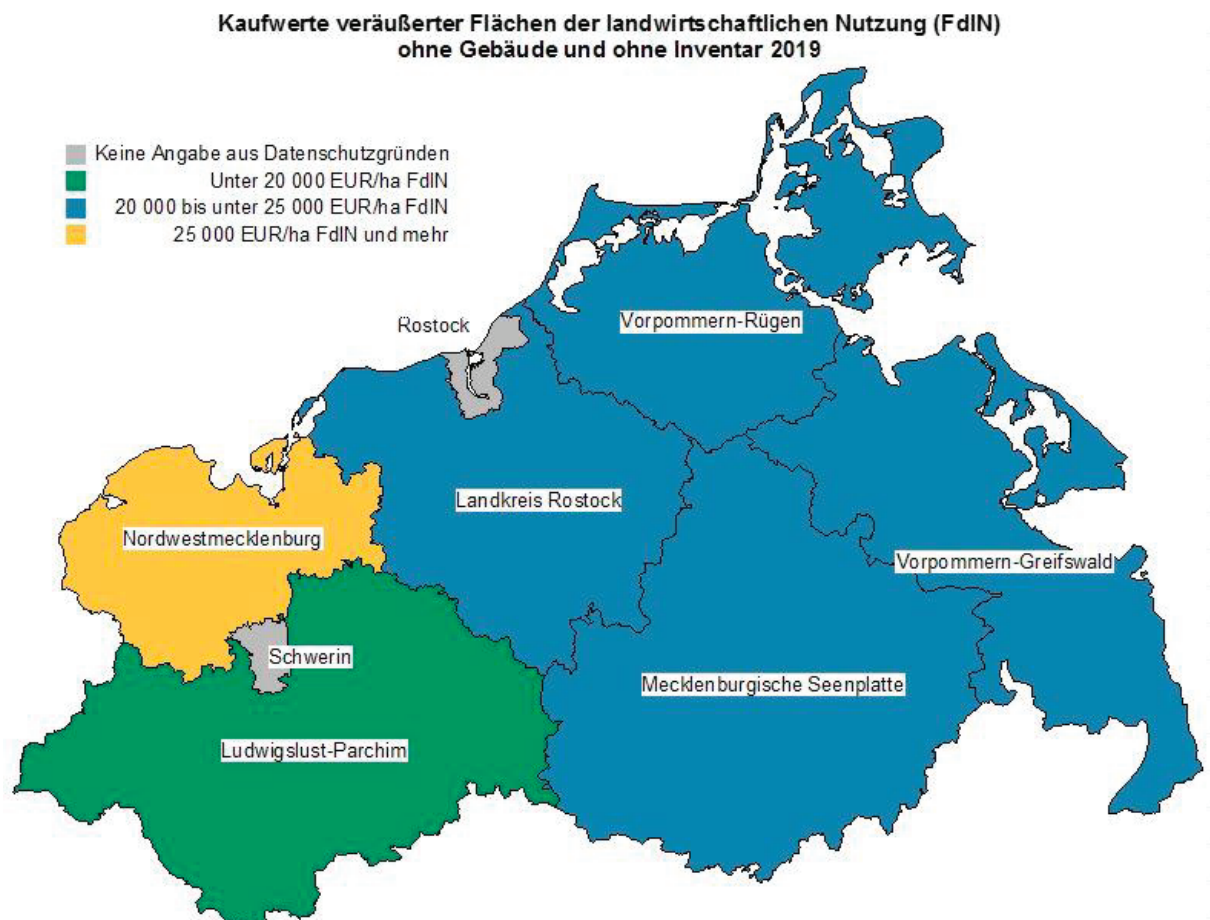 Kaufwerte veräußerter Flächen der landwirtschaftlichen Nutzung (FdlN)
ohne Gebäude und ohne Inventar 2019
Keine Angabe aus Datenschutzgründen
Unter 20 000 EUR/ha FdlN
20 000 bis unter 25 000 EUR/ha FdlN
25 000 EUR/ha FdlN und mehr
Rostock
Vorpommern-Rügen
Landkreis Rostock
Nordwestmecklenburg
Vorpommern-Greifswald
Schwerin
Mecklenburgische Seenplatte
Ludwigslust-Parchim